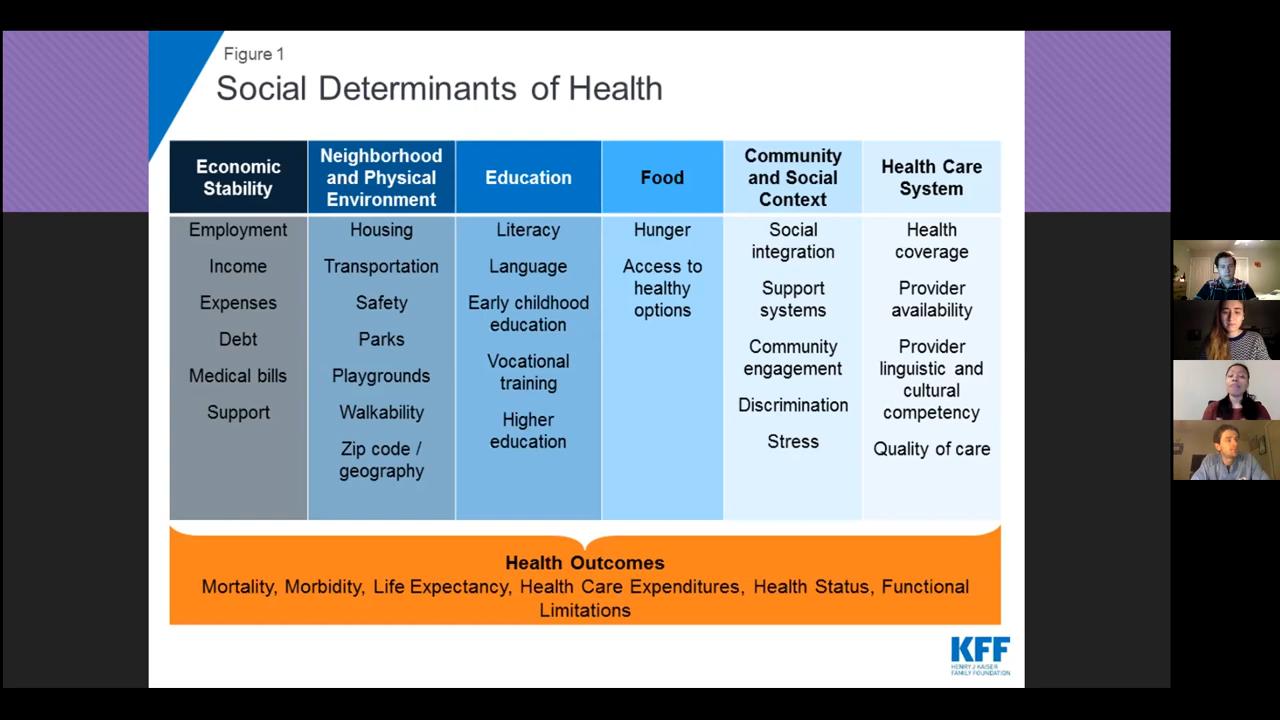 Figure 1
Social Determinants of Health
Economic
Stability
Neighborhood
and Physical
Environment
Education
Food
Community
and Social
Context
Health Care
System
Employment
Income
Expenses
Debt
Medical bills
Support
Housing
Transportation
Safety
Parks
Playgrounds
Walkability
Zip code /
geography
Literacy
Language
Early childhood
education
Vocational
training
Higher
education
Hunger
Access to
healthy
options
Social
integration
Support
systems
Community
engagement
Discrimination
Stress
Health
coverage
Provider
availability
Provider
linguistic and
cultural
competency
Quality of care
Health Outcomes
Mortality, Morbidity, Life Expectancy, Health Care Expenditures, Health Status, Functional
Limitations
KFF
HENRY J KAISER
FAMILY FOUNDATION